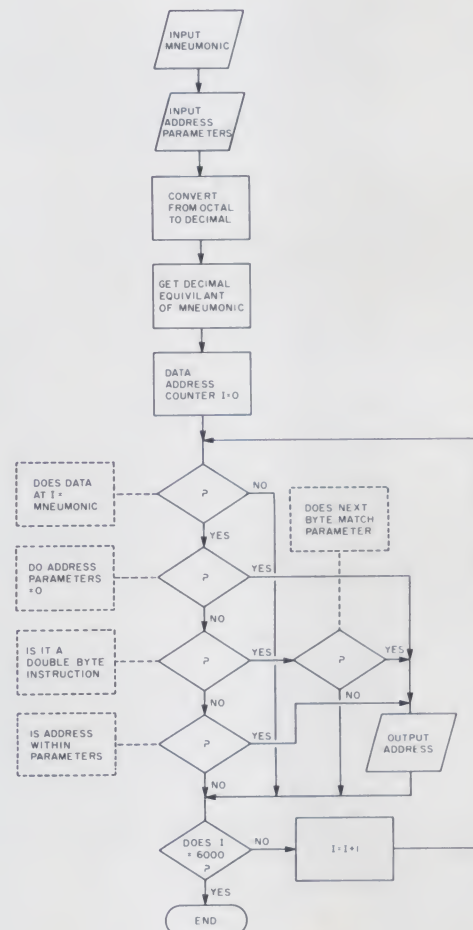 INPUT
MNEUMONIC
INPUT
ADDRESS
PARAMETERS
CONVERT
FROM OCTAL
TO DECIMAL
GET DECIMAL
EQUIVILANT
OF MNEUMONIC
DATA
ADDRESS
COUNTER I=0
DOES DATA
AT I =
MNEUMONIC
?
NO
YES
DOES NEXT
BYTE MATCH
PARAMETER
DO ADDRESS
PARAMETERS
=0
?
YES
NO
IS IT A
DOUBLE BYTE
INSTRUCTION
?
YES
?
YES
NO
NO
IS ADDRESS
WITHIN
PARAMETERS
?
YES
NO
OUTPUT
ADDRESS
DOES I
= 6000
?
NO
I=I+1
YES
END